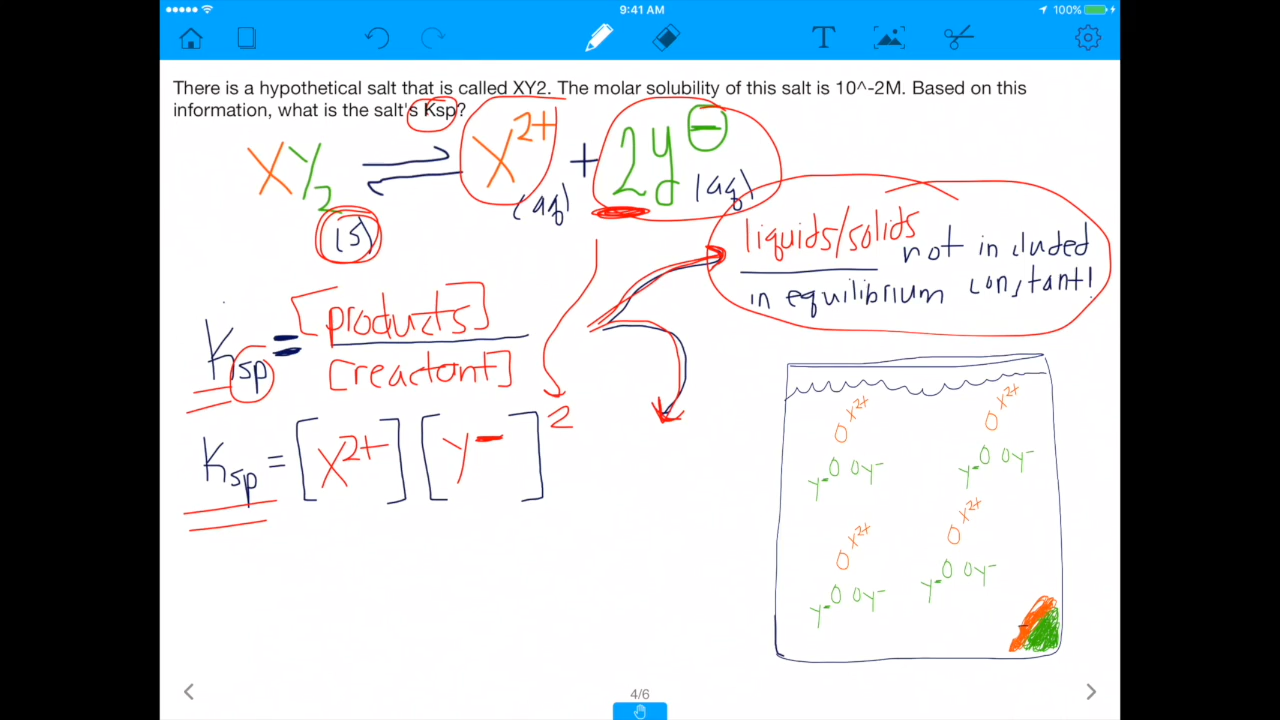 9:41 AM
100%
T
There is a hypothetical salt that is called XY2. The molar solubility of this salt is 10^-2M. Based on this
information, what is the salt's Ksp?
XY₂ (s) ⇌ X²⁺ (aq) + 2y⁻ (aq)
liquids/solids not included
in equilibrium constant!
Ksp = [products]
[reactant]
Ksp = [X²⁺] [y⁻]²
X²⁺ X²⁺
y⁻ y⁻ y⁻ y⁻
X²⁺ X²⁺
y⁻ y⁻ y⁻ y⁻
4/6